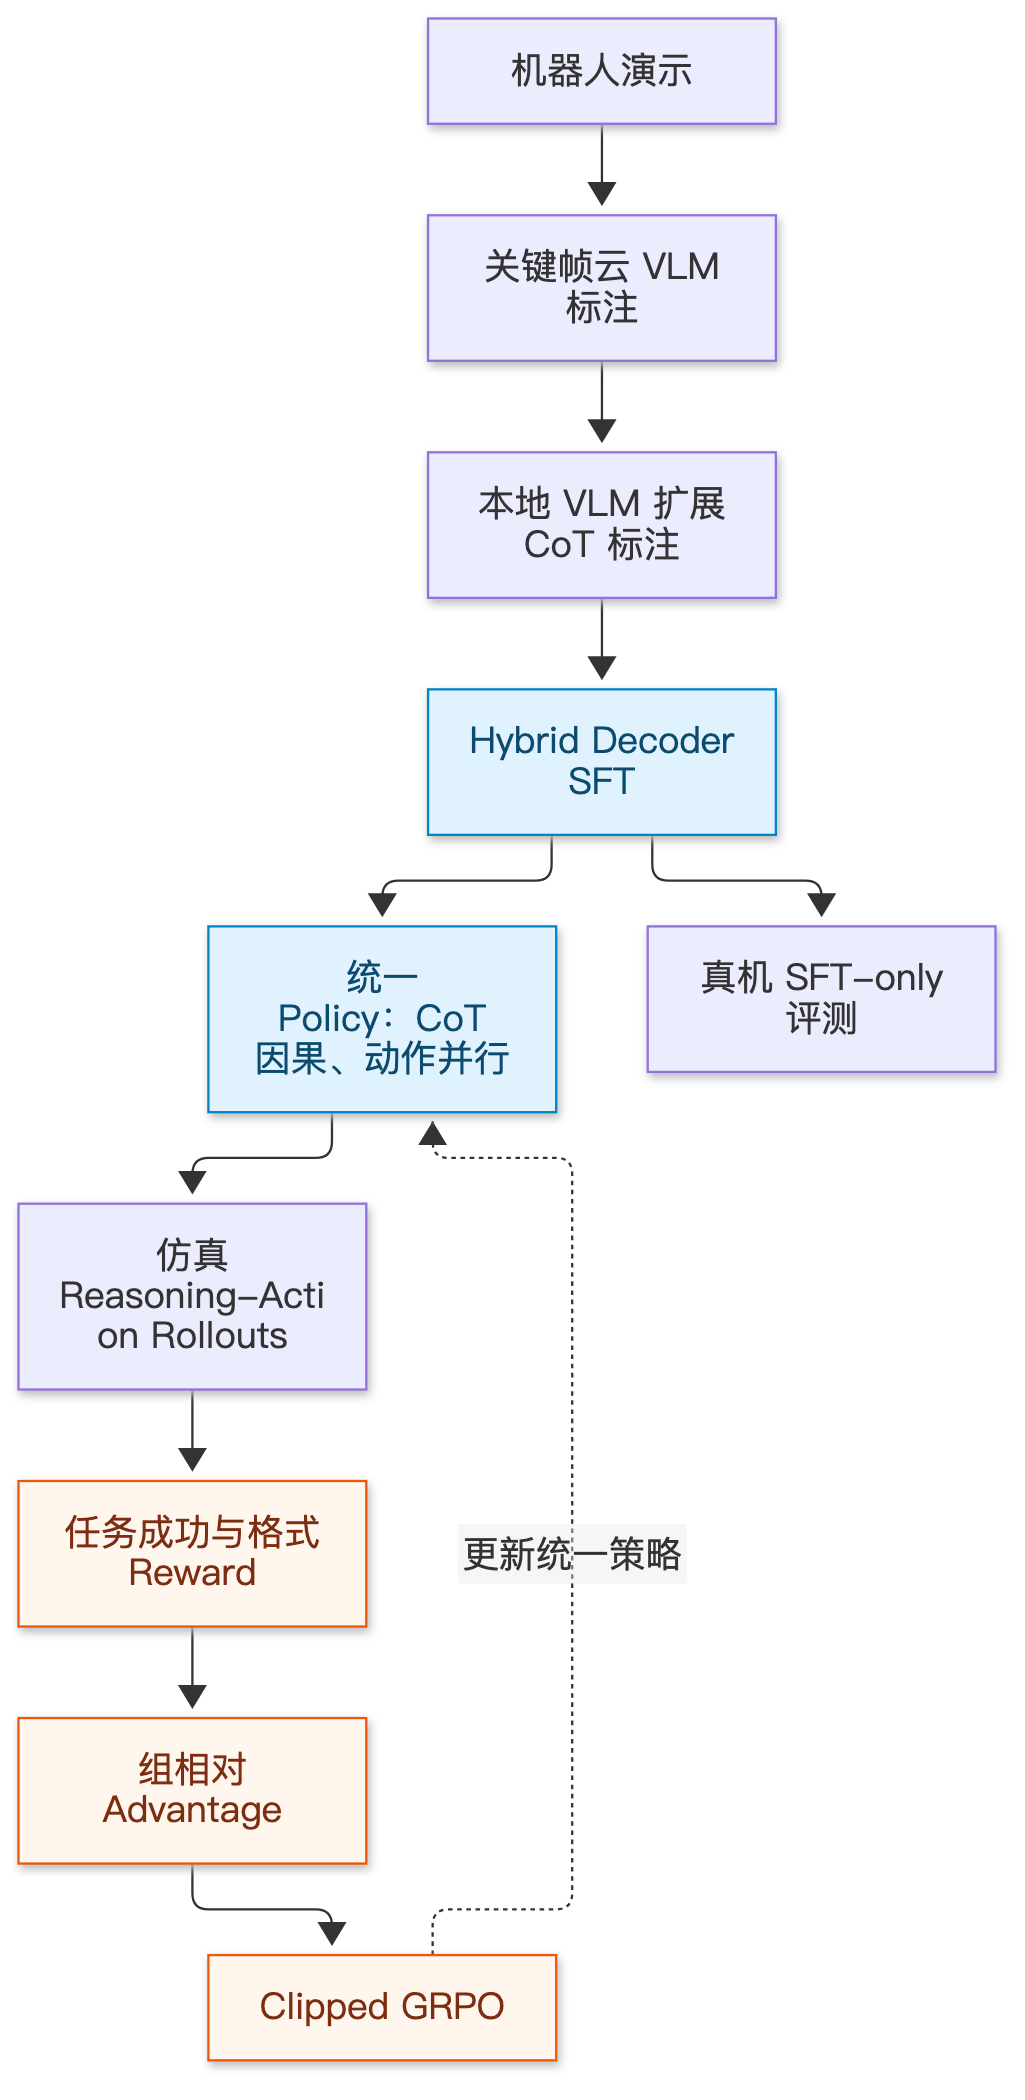 机器人演示
关键帧云 VLM
标注
本地 VLM 扩展
CoT 标注
Hybrid Decoder
SFT
统一
Policy：CoT
因果、动作并行
真机 SFT-only
评测
仿真
Reasoning-Acti
on Rollouts
任务成功与格式
Reward
更新统一策略
组相对
Advantage
Clipped GRPO